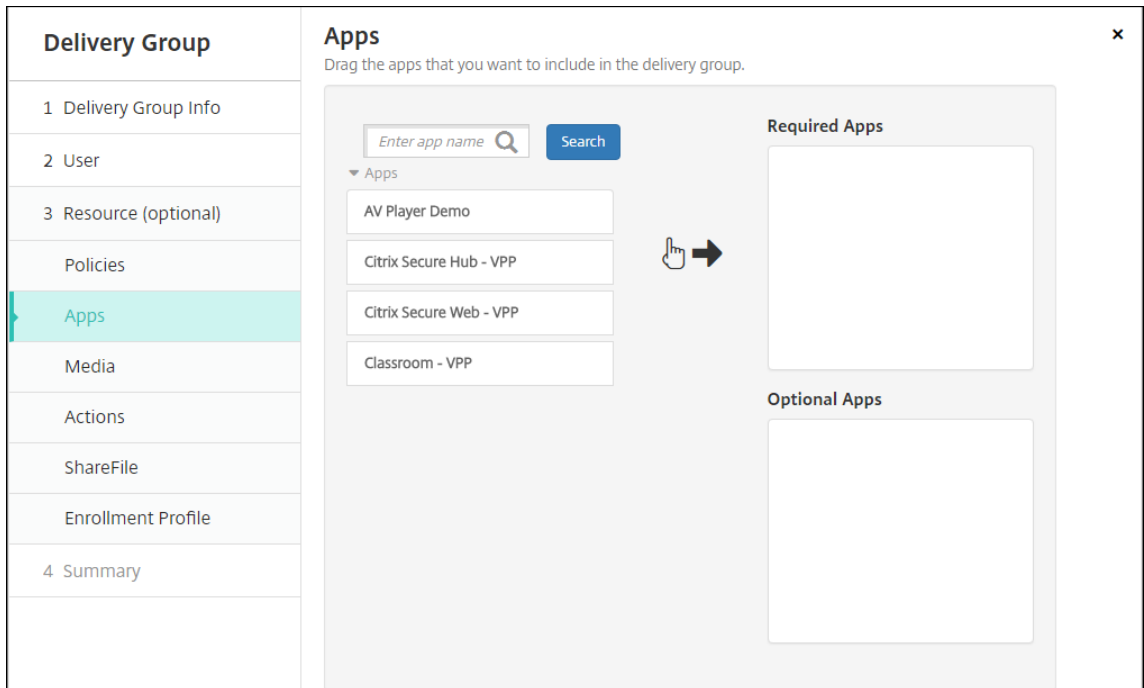 Delivery Group
1 Delivery Group Info
2 User
3 Resource (optional)
Policies
Apps
Media
Actions
ShareFile
Enrollment Profile
4 Summary
Apps
Drag the apps that you want to include in the delivery group.
Enter app name
Search
Apps
AV Player Demo
Citrix Secure Hub - VPP
Citrix Secure Web - VPP
Classroom - VPP
Required Apps
Optional Apps